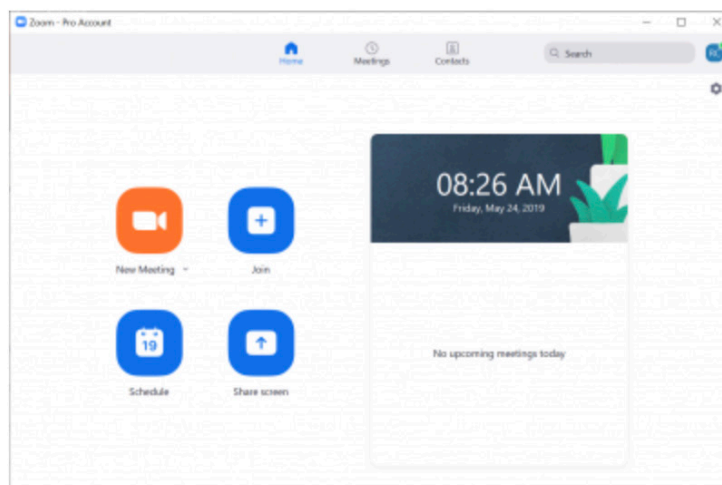 Zoom - Pro Account
Home
Meetings
Contacts
Search
08:26 AM
Friday, May 24, 2019
New Meeting
Join
19
Schedule
Share screen
No upcoming meetings today